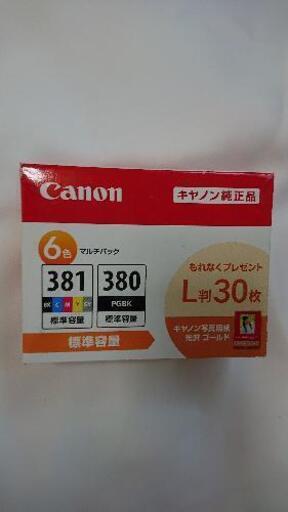 Canon
キヤノン純正品
6色 マルチパック
381
BK C M Y GY
標準容量
380
PGBK
標準容量
標準容量
もれなくプレゼント
L判30枚
キヤノン写真用紙
光沢 ゴールド